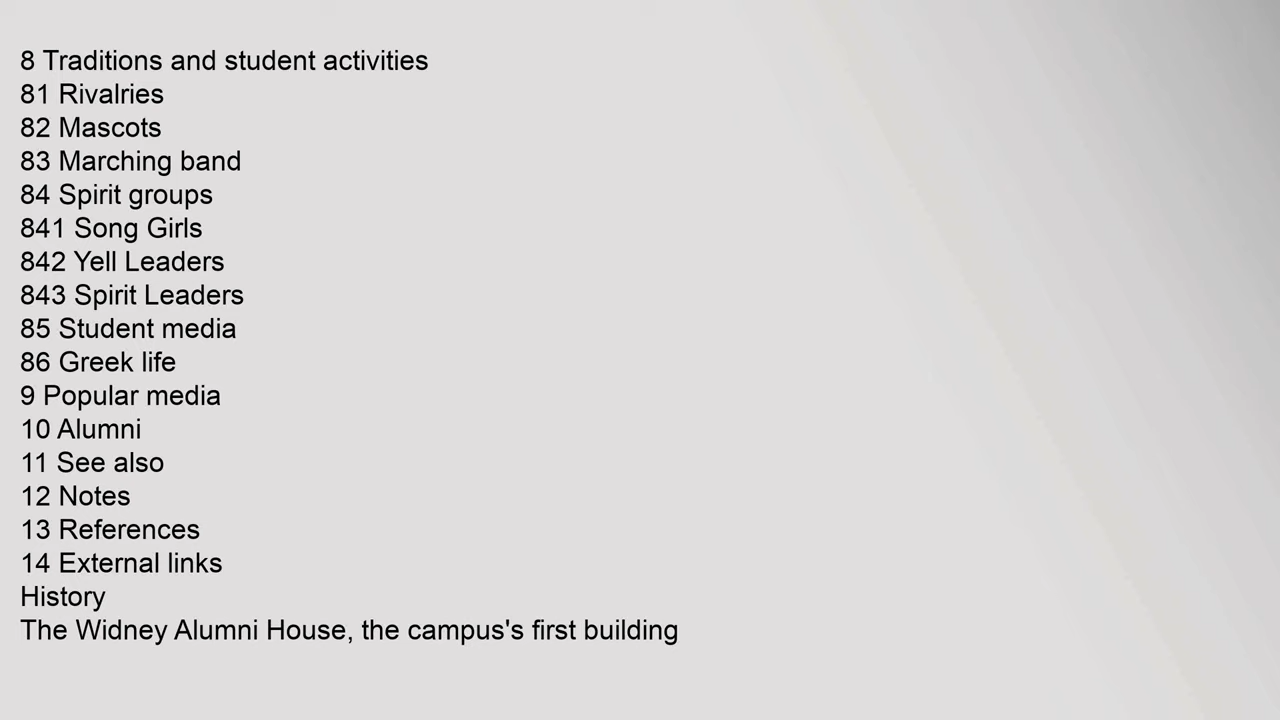 8 Traditions and student activities
81 Rivalries
82 Mascots
83 Marching band
84 Spirit groups
841 Song Girls
842 Yell Leaders
843 Spirit Leaders
85 Student media
86 Greek life
9 Popular media
10 Alumni
11 See also
12 Notes
13 References
14 External links
History
The Widney Alumni House, the campus's first building